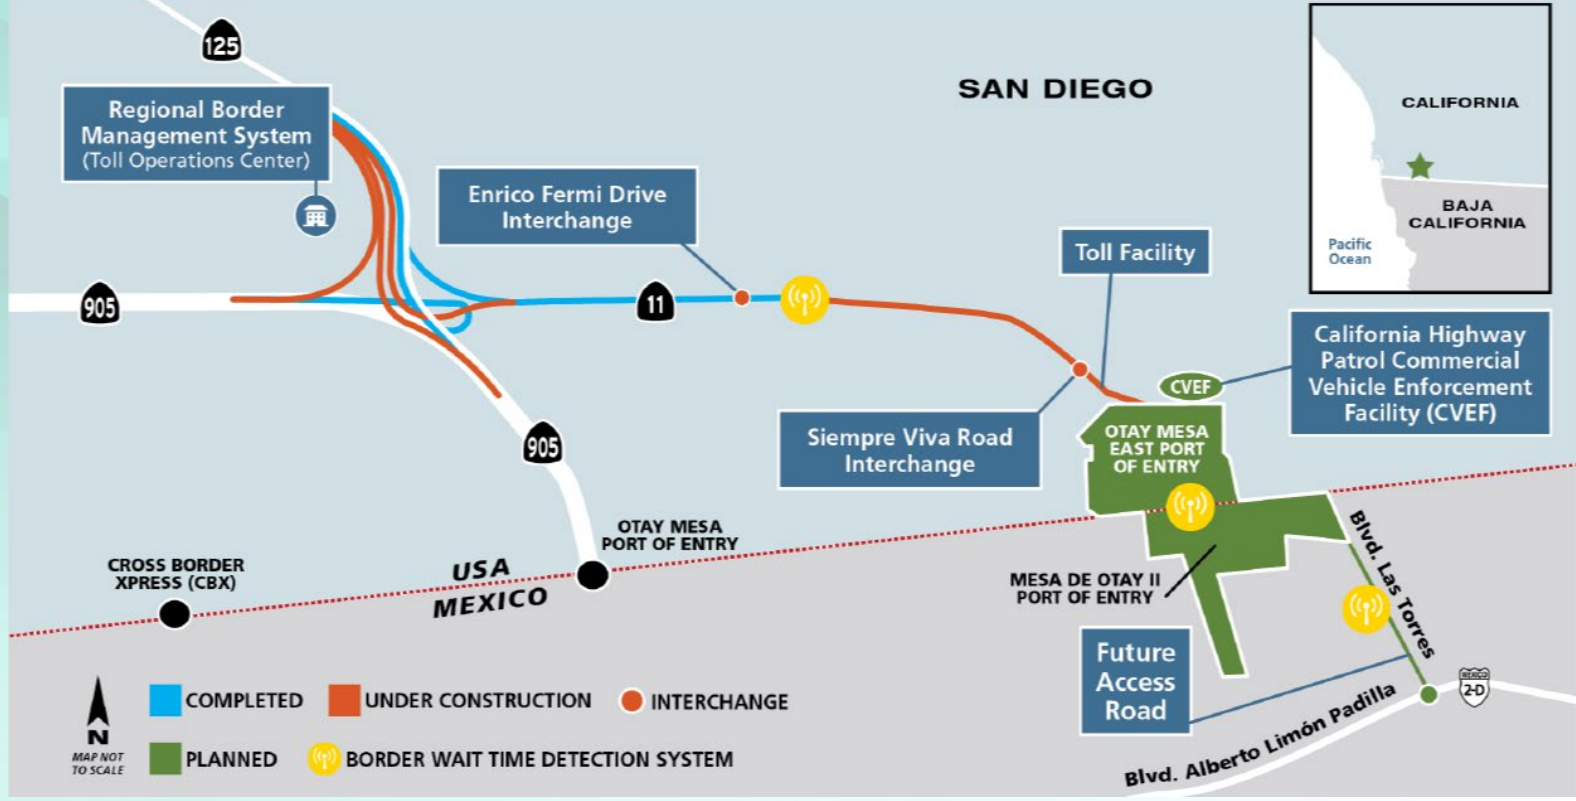 125
SAN DIEGO
Regional Border
Management System
(Toll Operations Center)
Enrico Fermi Drive
Interchange
Toll Facility
CALIFORNIA
BAJA
CALIFORNIA
Pacific
Ocean
905
11
California Highway
Patrol Commercial
Vehicle Enforcement
Facility (CVEF)
CVEF
Siempre Viva Road
Interchange
OTAY MESA
EAST PORT
OF ENTRY
905
OTAY MESA
PORT OF ENTRY
CROSS BORDER
XPRESS (CBX)
USA
MEXICO
MESA DE OTAY II
PORT OF ENTRY
Blvd. Las Torres
Future
Access
Road
MEXICO
2-D
Blvd. Alberto Limón Padilla
N
MAP NOT
TO SCALE
COMPLETED
UNDER CONSTRUCTION
INTERCHANGE
PLANNED
BORDER WAIT TIME DETECTION SYSTEM